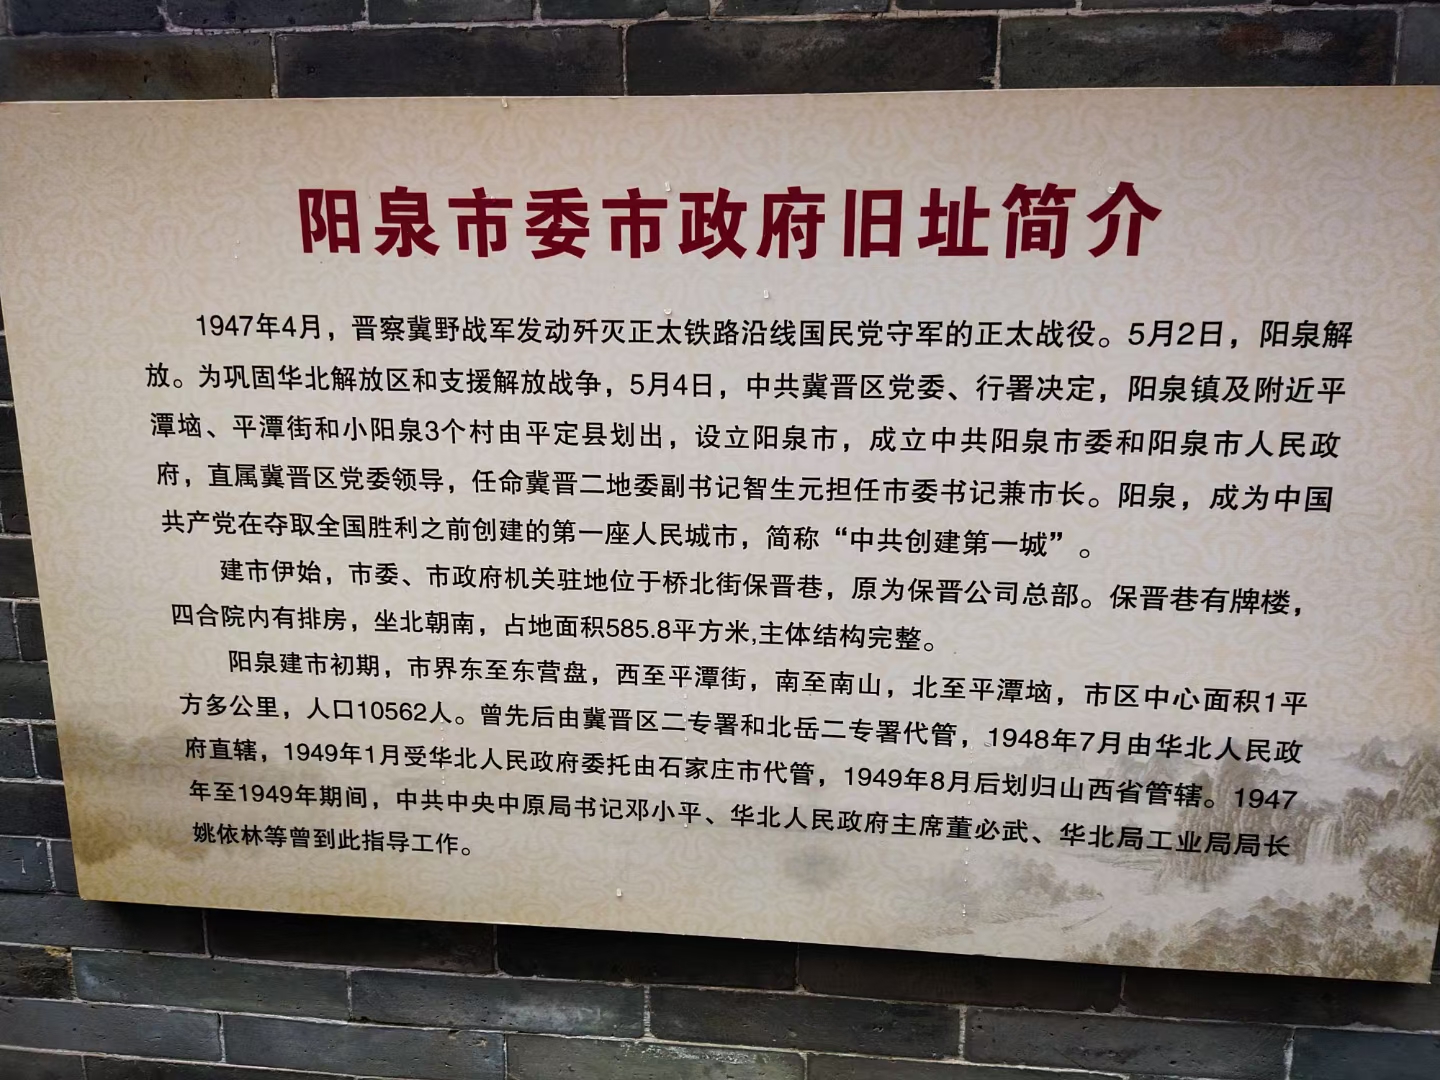 阳泉市委市政府旧址简介
1947年4月，晋察冀野战军发动歼灭正太铁路沿线国民党守军的正太战役。5月2日，阳泉解
放。为巩固华北解放区和支援解放战争，5月4日，中共冀晋区党委、行署决定，阳泉镇及附近平
潭垴、平潭街和小阳泉3个村由平定县划出，设立阳泉市，成立中共阳泉市委和阳泉市人民政
府，直属冀晋区党委领导，任命冀晋二地委副书记智生元担任市委书记兼市长。阳泉，成为中国
共产党在夺取全国胜利之前创建的第一座人民城市，简称“中共创建第一城”。
建市伊始，市委、市政府机关驻地位于桥北街保晋巷，原为保晋公司总部。保晋巷有牌楼，
四合院内有排房，坐北朝南，占地面积585.8平方米,主体结构完整。
阳泉建市初期，市界东至东营盘，西至平潭街，南至南山，北至平潭垴，市区中心面积1平
方多公里，人口10562人。曾先后由冀晋区二专署和北岳二专署代管，1948年7月由华北人民政
府直辖，1949年1月受华北人民政府委托由石家庄市代管，1949年8月后划归山西省管辖。1947
年至1949年期间，中共中央中原局书记邓小平、华北人民政府主席董必武、华北局工业局局长
姚依林等曾到此指导工作。